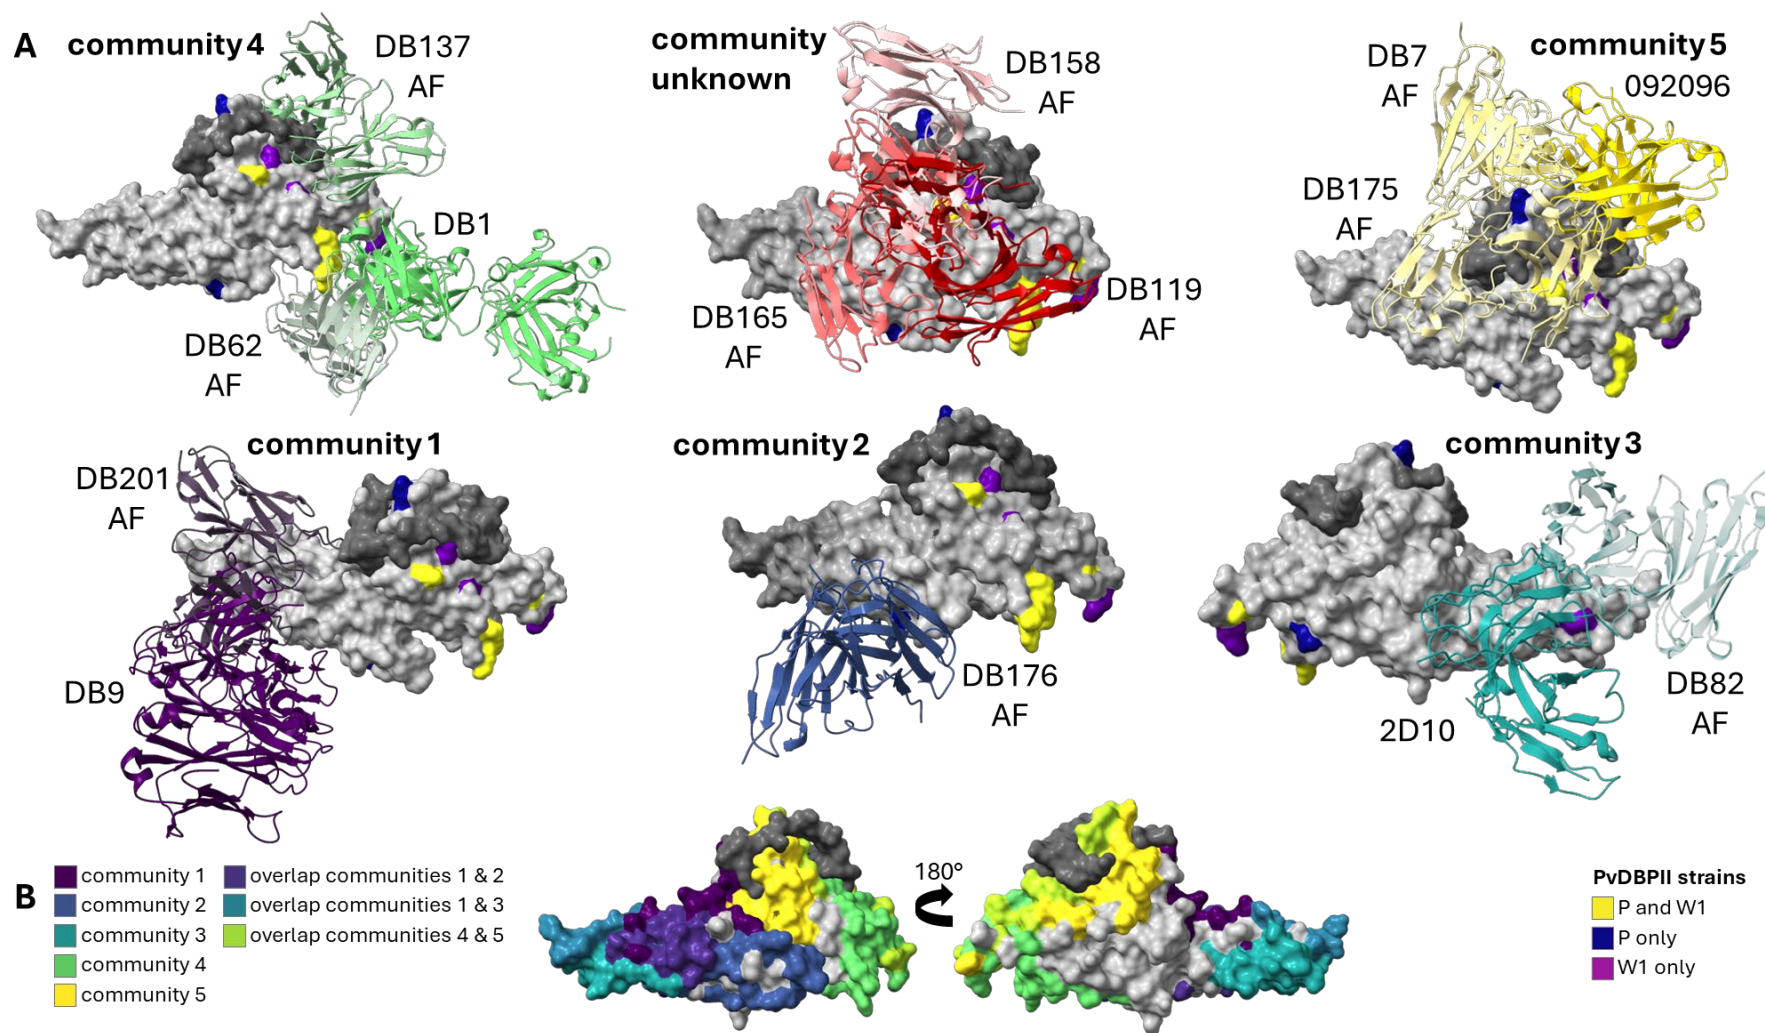 A
community 4
DB137
AF
DB1
DB62
AF
community
unknown
DB158
AF
DB165
AF
DB119
AF
community 5
092096
DB7
AF
DB175
AF
community 1
DB201
AF
DB9
community 2
DB176
AF
community 3
2D10
DB82
AF
B
community 1
community 2
community 3
community 4
community 5
overlap communities 1 & 2
overlap communities 1 & 3
overlap communities 4 & 5
180°
PvDBPII strains
P and W1
P only
W1 only